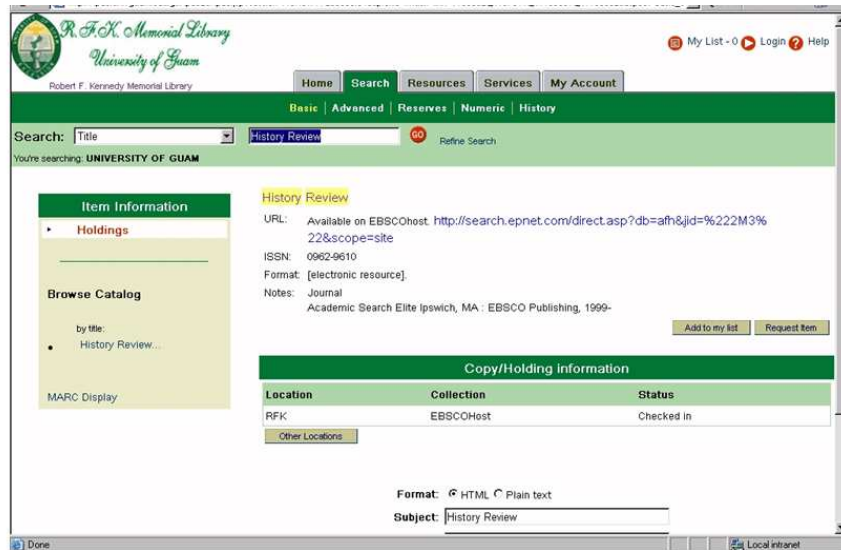 R.F.K. Memorial Library
University of Guam
Robert F. Kennedy Memorial Library
My List - 0 Login Help
Home Search Resources Services My Account
Basic | Advanced | Reserves | Numeric | History
Search: Title History Review GO Refine Search
You're searching: UNIVERSITY OF GUAM
Item Information
Holdings
Browse Catalog
by title:
History Review...
MARC Display
History Review
URL: Available on EBSCOhost. http://search.epnet.com/direct.asp?db=afh&jid=%222M3%
22&scope=site
ISSN: 0962-9610
Format: [electronic resource].
Notes: Journal
Academic Search Elite Ipswich, MA : EBSCO Publishing, 1999-
Add to my list Request Item
Copy/Holding information
Location Collection Status
RFK EBSCOHost Checked in
Other Locations
Format: HTML Plain text
Subject: History Review
Done Local intranet